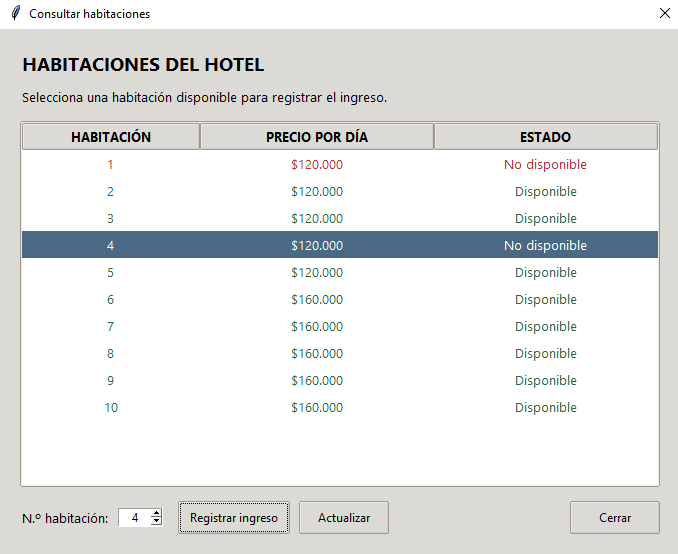 Consultar habitaciones
HABITACIONES DEL HOTEL
Selecciona una habitación disponible para registrar el ingreso.
HABITACIÓN PRECIO POR DÍA ESTADO
1 $120.000 No disponible
2 $120.000 Disponible
3 $120.000 Disponible
4 $120.000 No disponible
5 $120.000 Disponible
6 $160.000 Disponible
7 $160.000 Disponible
8 $160.000 Disponible
9 $160.000 Disponible
10 $160.000 Disponible
N.º habitación: 4 Registrar ingreso Actualizar Cerrar